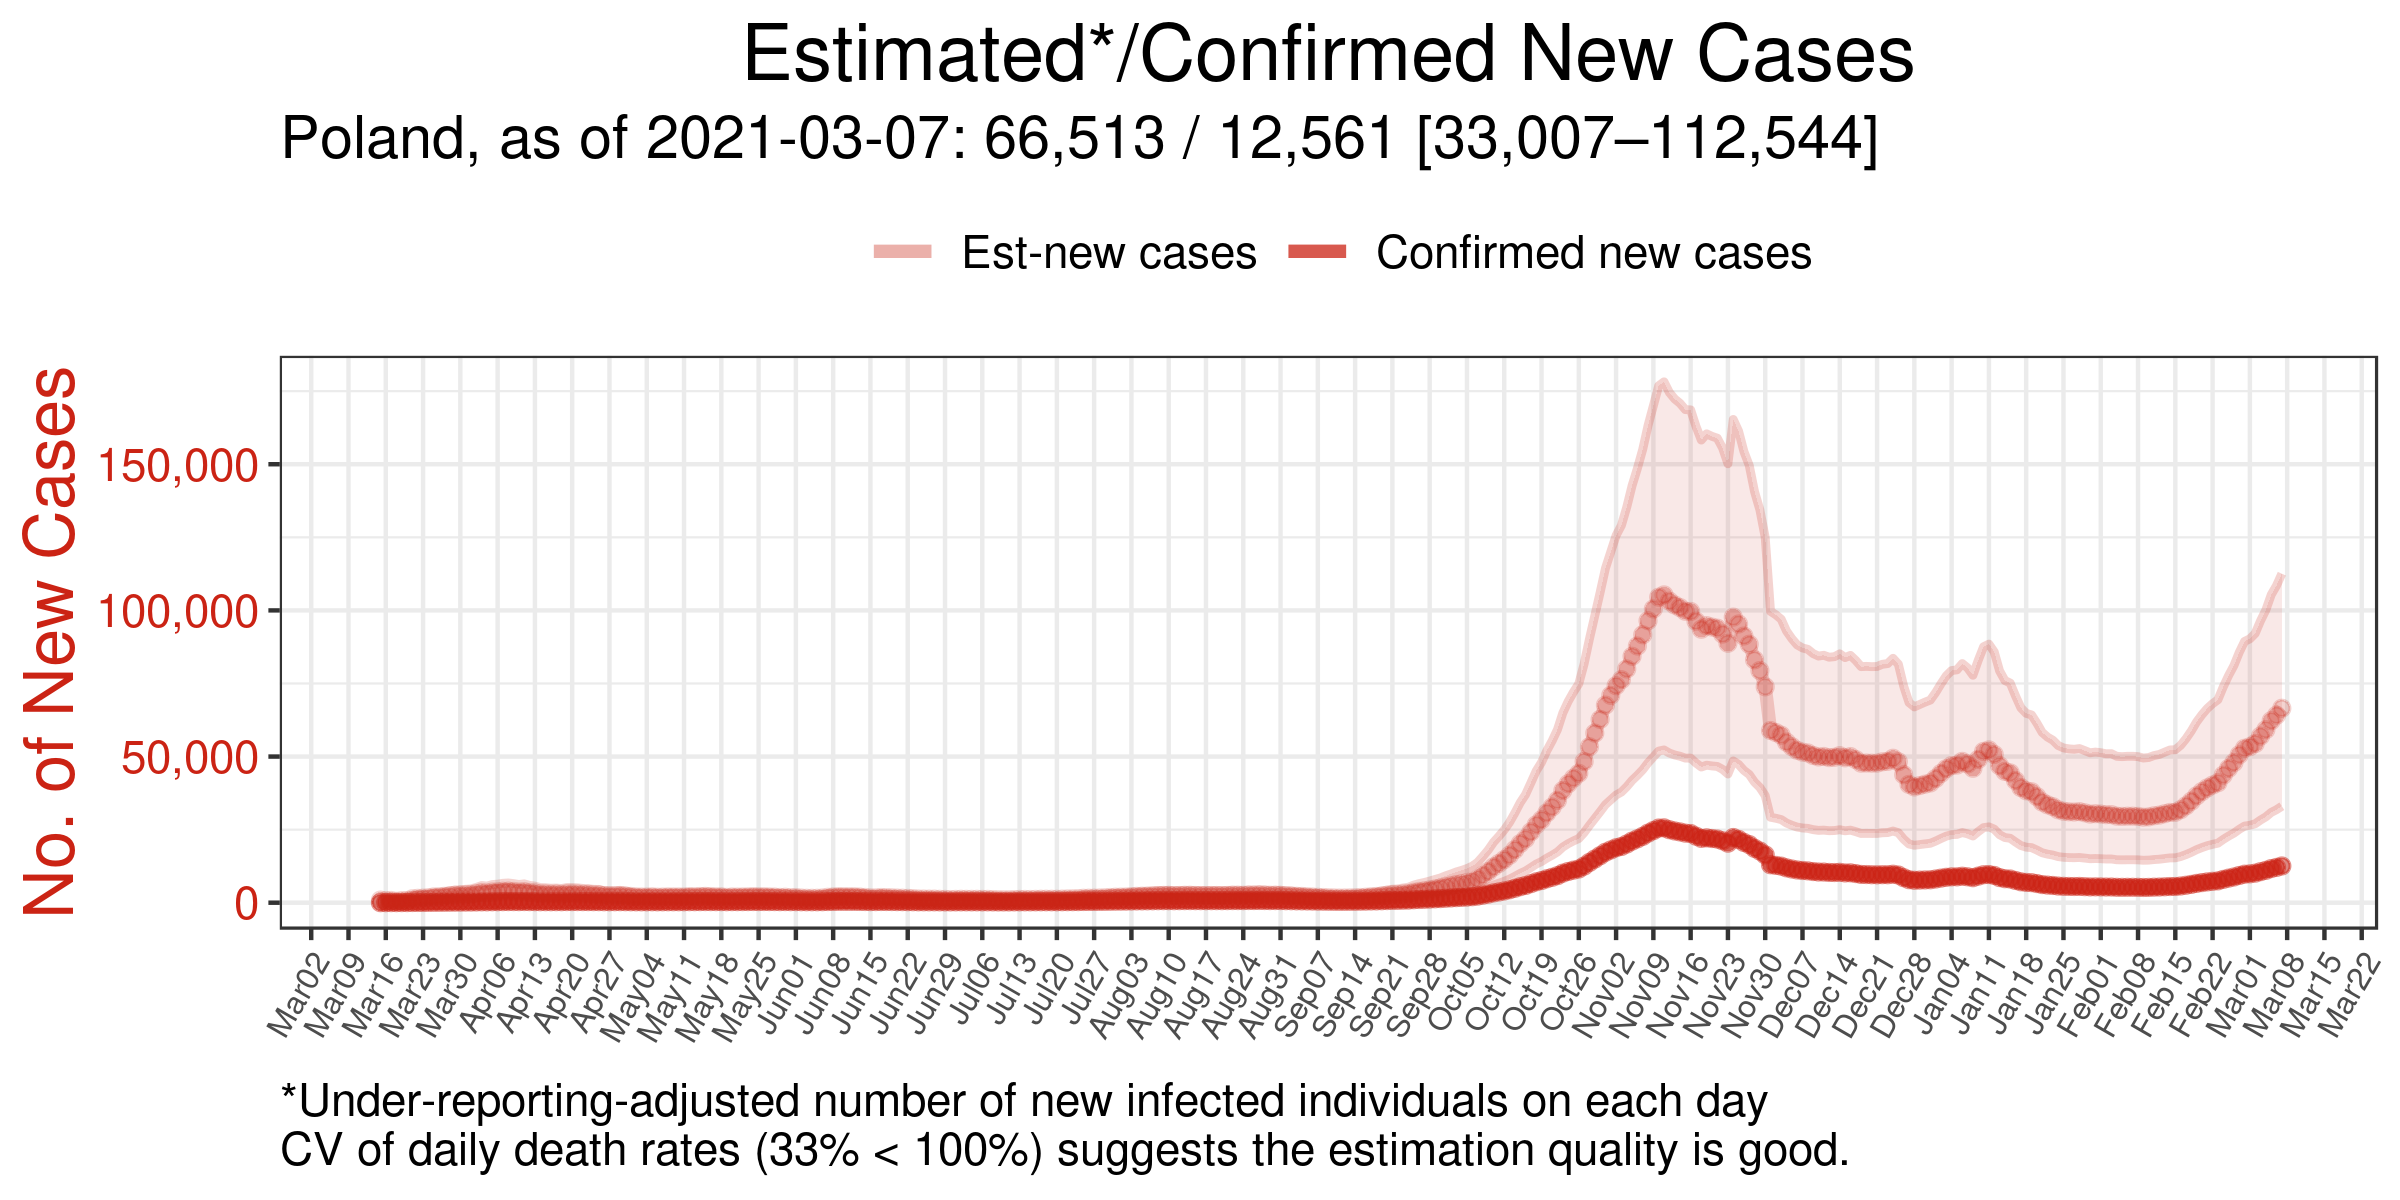 Estimated*/Confirmed New Cases
Poland, as of 2021-03-07: 66,513 / 12,561 [33,007–112,544]
Est-new cases Confirmed new cases
No. of New Cases
150,000
100,000
50,000
0
Mar02 Mar09 Mar16 Mar23 Mar30 Apr06 Apr13 Apr20 Apr27 May04 May11 May18 May25 Jun01 Jun08 Jun15 Jun22 Jun29 Jul06 Jul13 Jul20 Jul27 Aug03 Aug10 Aug17 Aug24 Aug31 Sep07 Sep14 Sep21 Sep28 Oct05 Oct12 Oct19 Oct26 Nov02 Nov09 Nov16 Nov23 Nov30 Dec07 Dec14 Dec21 Dec28 Jan04 Jan11 Jan18 Jan25 Feb01 Feb08 Feb15 Feb22 Mar01 Mar08 Mar15 Mar22
*Under-reporting-adjusted number of new infected individuals on each day
CV of daily death rates (33% < 100%) suggests the estimation quality is good.